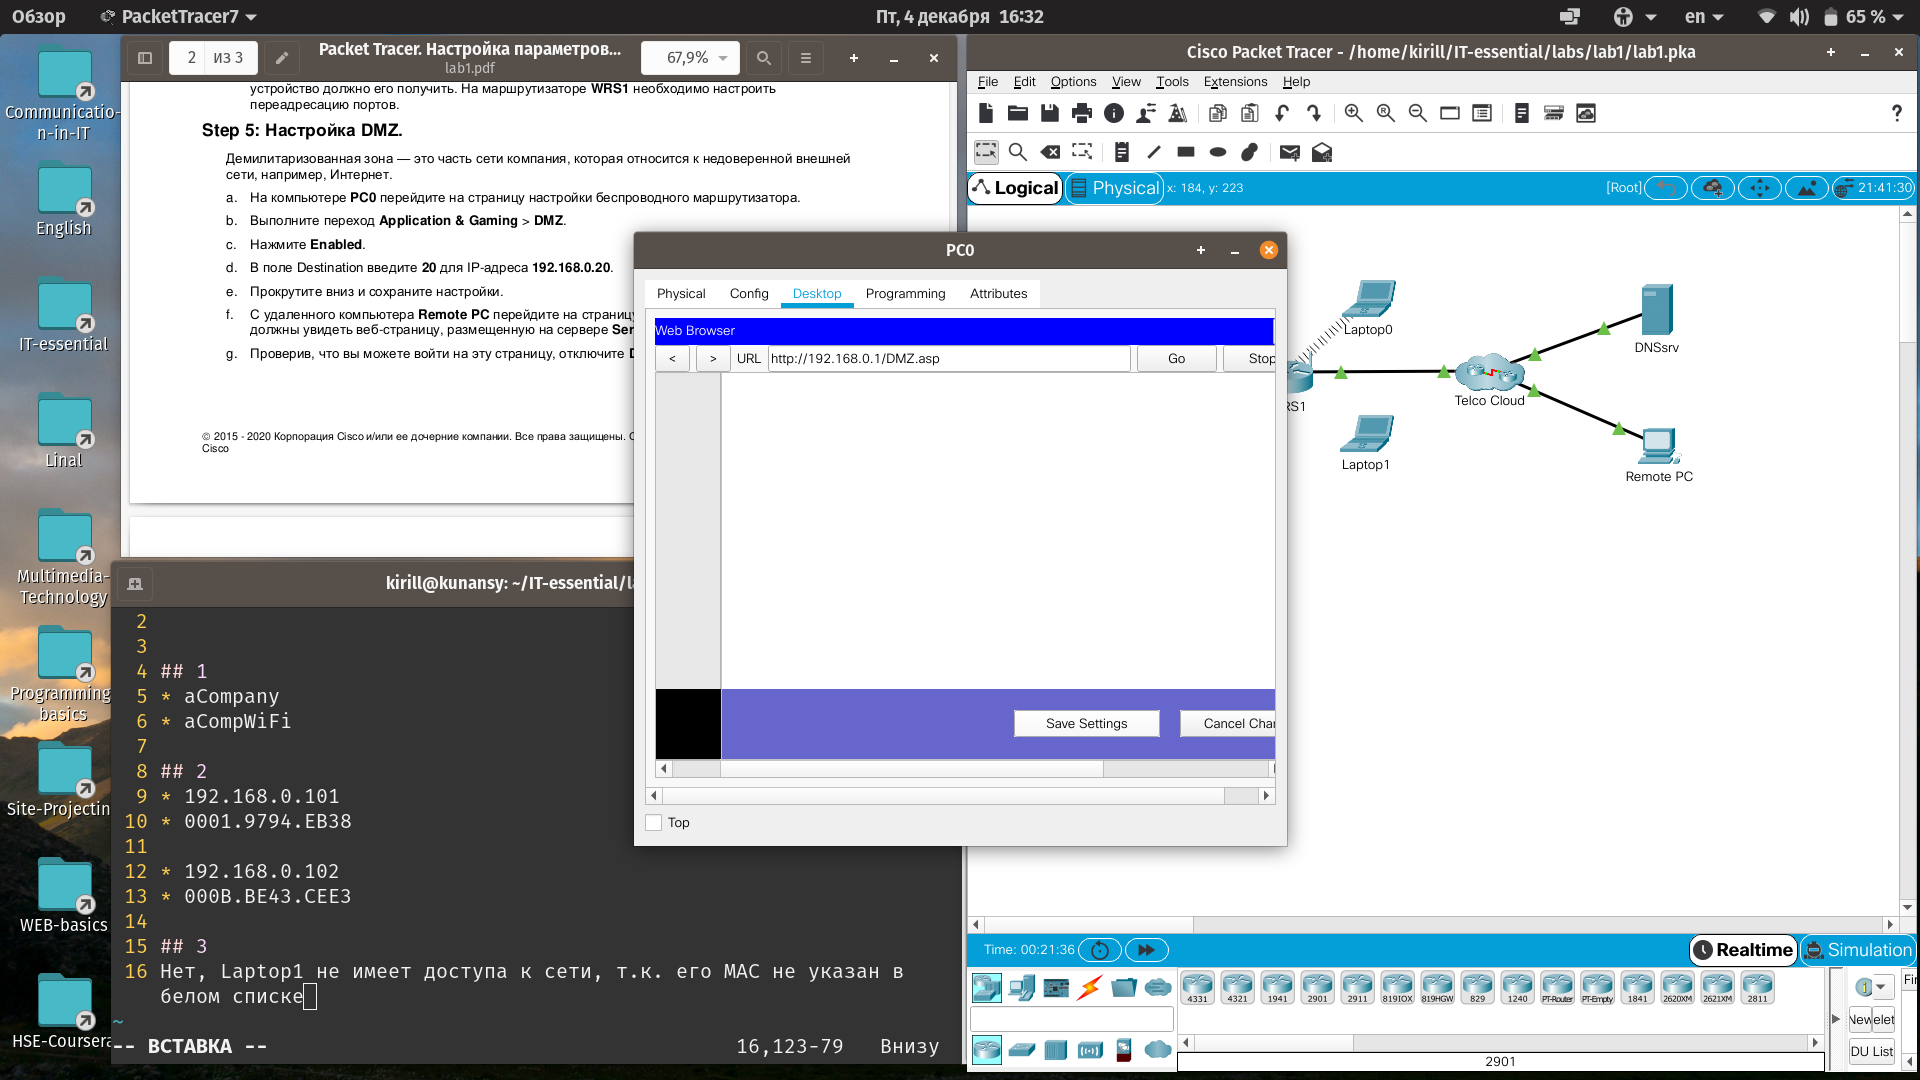 Обзор
PacketTracer7
Пт, 4 декабря 16:32
en
65 %
Communicatio-
n-in-IT
English
IT-essential
Linal
Multimedia-
Technology
Programming-
basics
Site-Projectin
WEB-basics
HSE-Coursera
2 из 3
Packet Tracer. Настройка параметров...
lab1.pdf
67,9%
устройство должно его получить. На маршрутизаторе WRS1 необходимо настроить
переадресацию портов.
Step 5: Настройка DMZ.
Демилитаризованная зона — это часть сети компания, которая относится к недоверенной внешней
сети, например, Интернет.
a. На компьютере PC0 перейдите на страницу настройки беспроводного маршрутизатора.
b. Выполните переход Application & Gaming > DMZ.
c. Нажмите Enabled.
d. В поле Destination введите 20 для IP-адреса 192.168.0.20.
e. Прокрутите вниз и сохраните настройки.
f. С удаленного компьютера Remote PC перейдите на страницу
должны увидеть веб-страницу, размещенную на сервере Ser
g. Проверив, что вы можете войти на эту страницу, отключите D
© 2015 - 2020 Корпорация Cisco и/или ее дочерние компании. Все права защищены. C
Cisco
kirill@kunansy: ~/IT-essential/la
2
3
4 ## 1
5 * aCompany
6 * aCompWiFi
7
8 ## 2
9 * 192.168.0.101
10 * 0001.9794.EB38
11
12 * 192.168.0.102
13 * 000B.BE43.CEE3
14
15 ## 3
16 Нет, Laptop1 не имеет доступа к сети, т.к. его MAC не указан в
белом списке
~
-- ВСТАВКА --
16,123-79 Внизу
PC0
Physical Config Desktop Programming Attributes
Web Browser
< > URL http://192.168.0.1/DMZ.asp Go Stop
Save Settings
Cancel Chan
Top
Cisco Packet Tracer - /home/kirill/IT-essential/labs/lab1/lab1.pka
File Edit Options View Tools Extensions Help
?
Logical Physical x: 184, y: 223
[Root] 21:41:30
Laptop0
DNSsrv
RS1
Telco Cloud
Laptop1
Remote PC
Time: 00:21:36
Realtime Simulation
4331 4321 1941 2901 2911 819IOX 819HGW 829 1240 PT-Router PT-Empty 1841 2620XM 2621XM 2811
Fir
New elet
DU List
2901